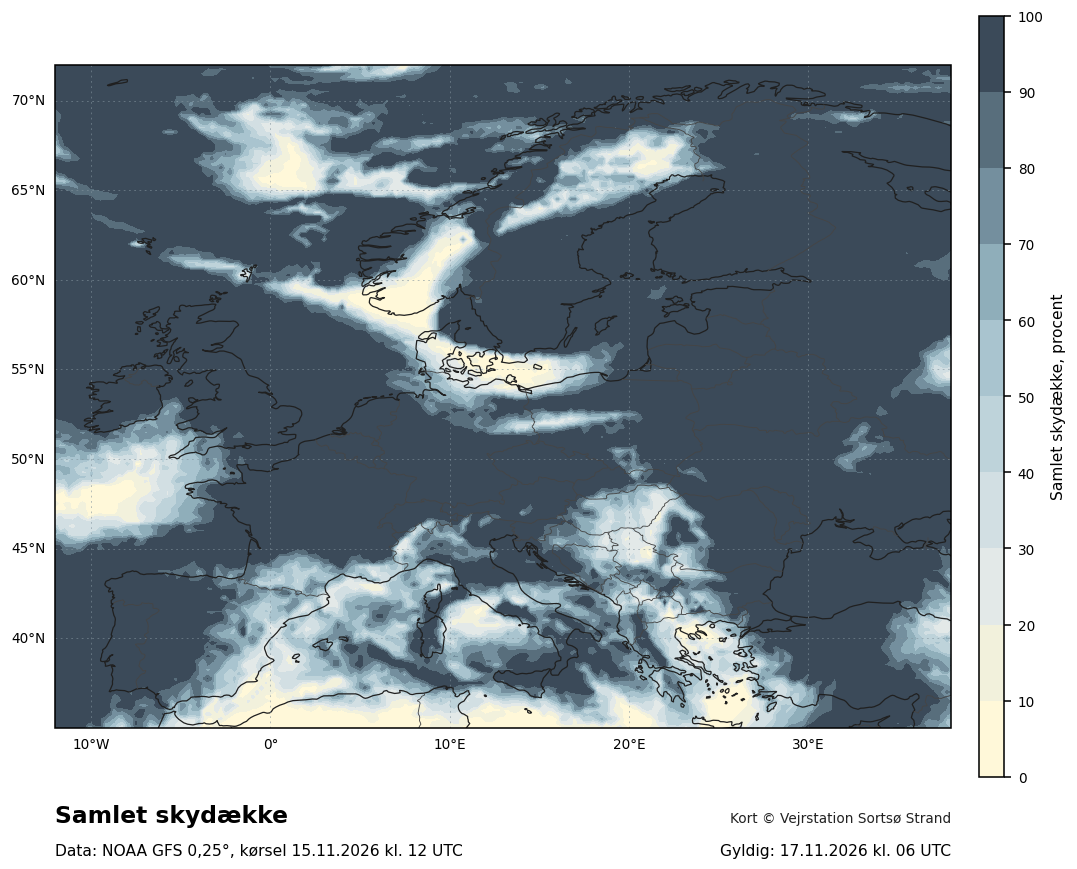 100
90
80
70
60
50
40
30
20
10
0
Samlet skydække, procent
70°N
65°N
60°N
55°N
50°N
45°N
40°N
10°W
0°
10°E
20°E
30°E
Samlet skydække
Kort © Vejrstation Sortsø Strand
Data: NOAA GFS 0,25°, kørsel 15.11.2026 kl. 12 UTC
Gyldig: 17.11.2026 kl. 06 UTC